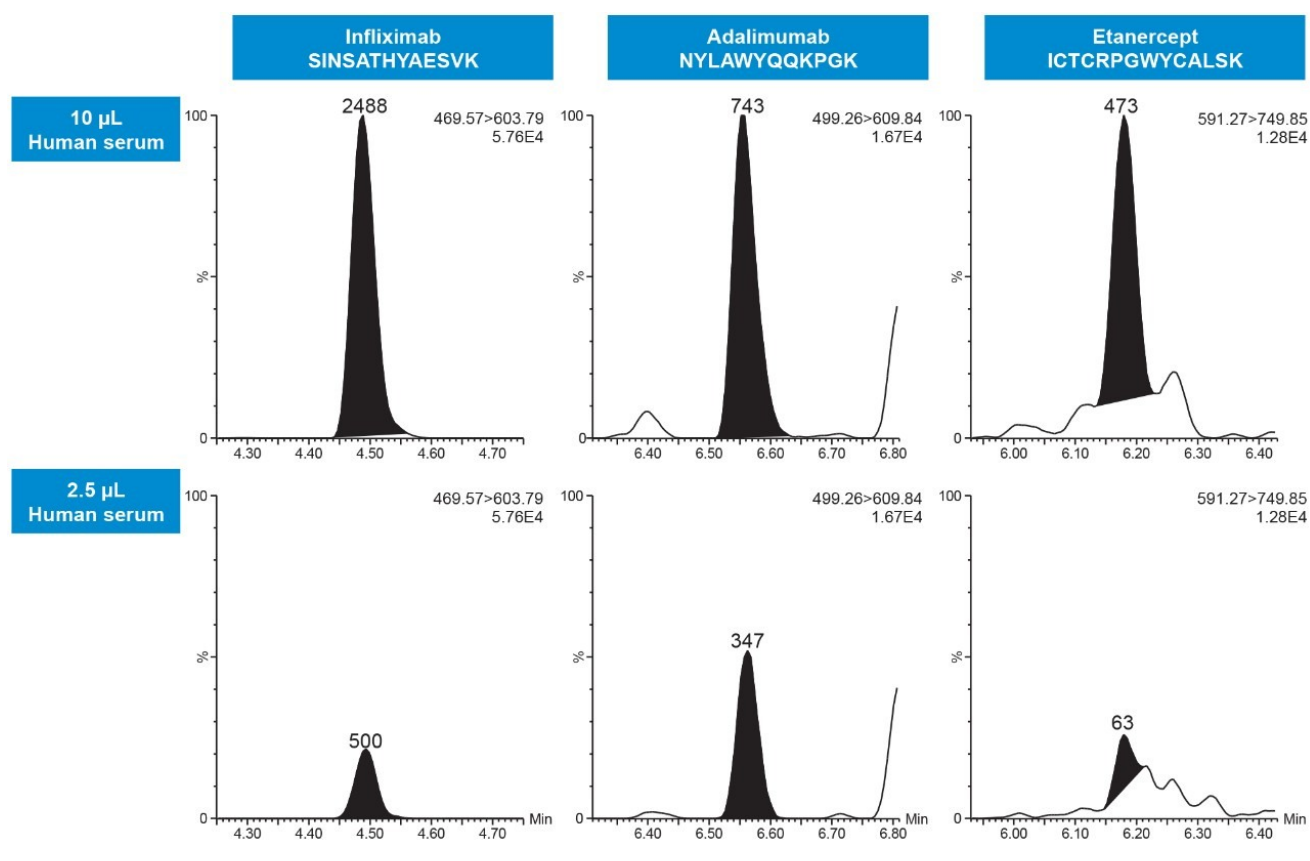 Infliximab
SINSATHYAESVK
Adalimumab
NYLAWYQQKPGK
Etanercept
ICTCRPGWYCALSK
10 µL
Human serum
100
%
0
2488
469.57>603.79
5.76E4
4.30 4.40 4.50 4.60 4.70
100
%
0
743
499.26>609.84
1.67E4
6.40 6.50 6.60 6.70 6.80
100
%
0
473
591.27>749.85
1.28E4
6.00 6.10 6.20 6.30 6.40
2.5 µL
Human serum
100
%
0
500
469.57>603.79
5.76E4
4.30 4.40 4.50 4.60 4.70 Min
100
%
0
347
499.26>609.84
1.67E4
6.40 6.50 6.60 6.70 6.80 Min
100
%
0
63
591.27>749.85
1.28E4
6.00 6.10 6.20 6.30 6.40 Min